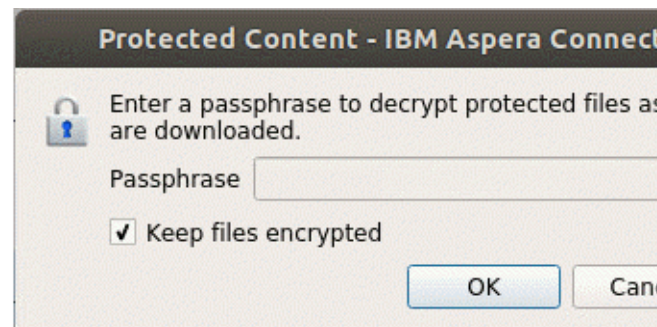 Protected Content - IBM Aspera Connect
Enter a passphrase to decrypt protected files as
are downloaded.
Passphrase
Keep files encrypted
OK
Canc